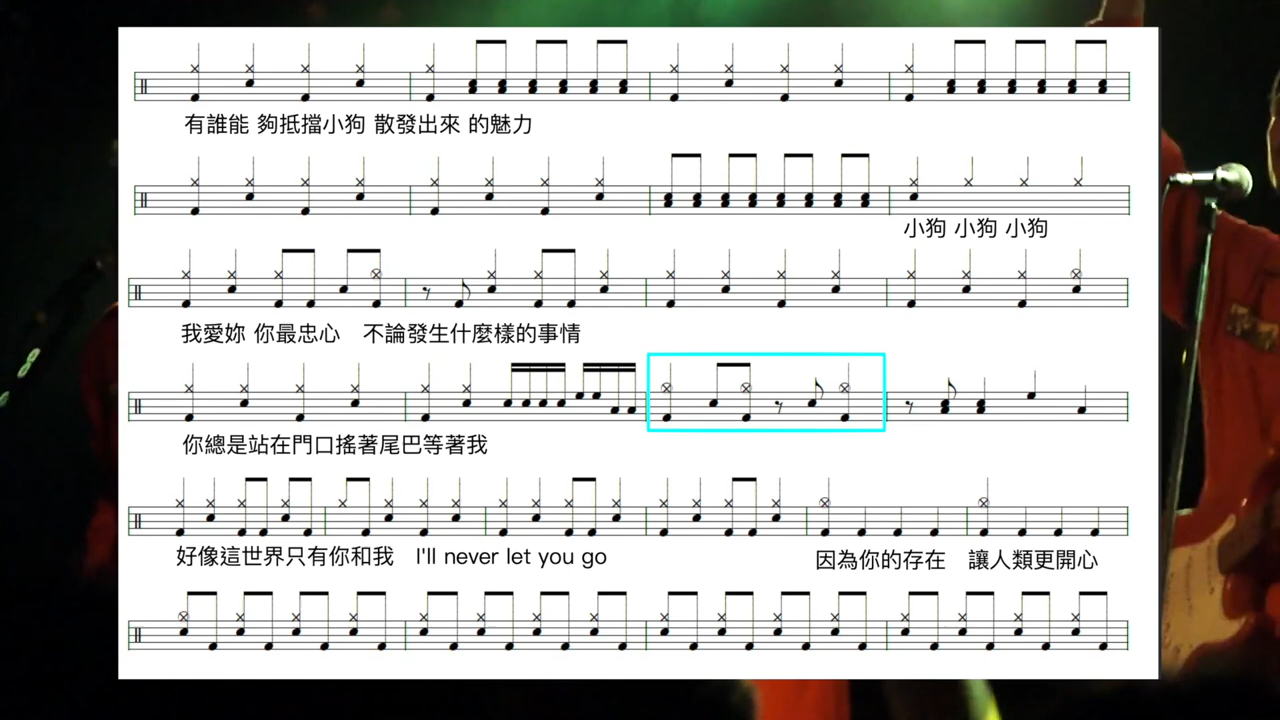 有誰能 夠抵擋小狗 散發出來 的魅力
小狗 小狗 小狗
我愛妳 你最忠心 不論發生什麼樣的事情
你總是站在門口搖著尾巴等著我
好像這世界只有你和我 I'll never let you go
因為你的存在 讓人類更開心